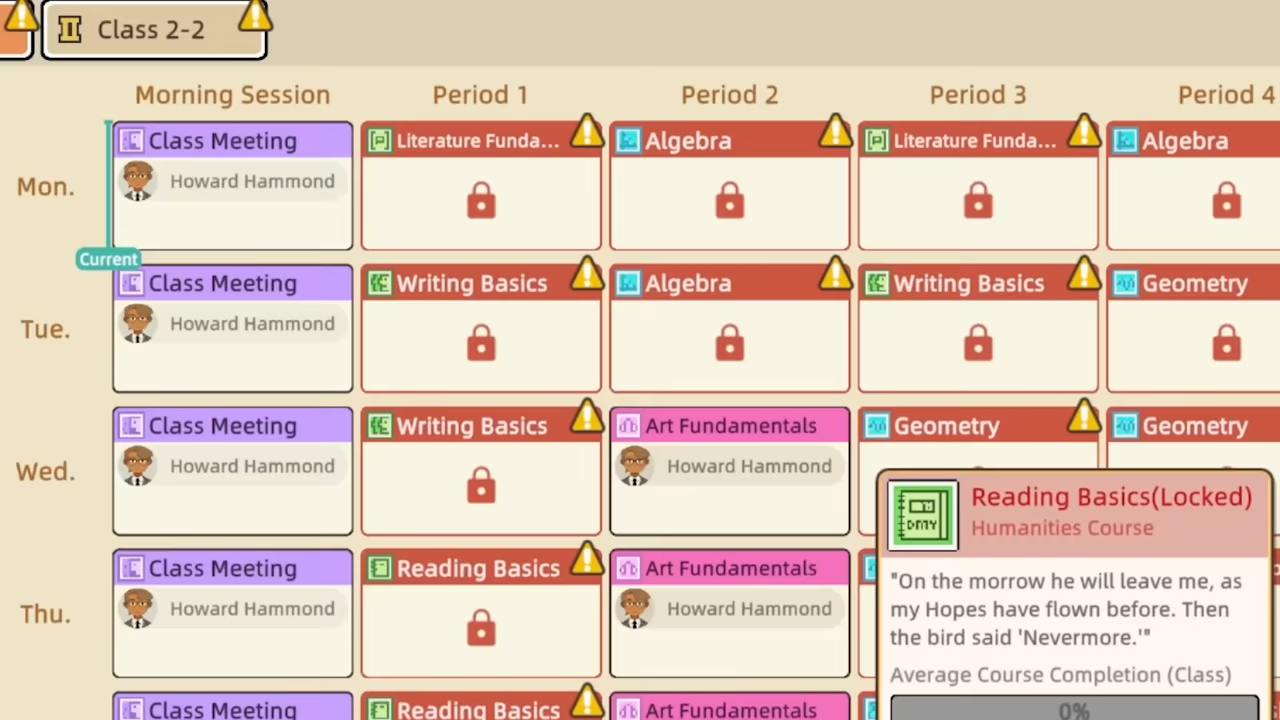 Class 2-2
Morning Session Period 1 Period 2 Period 3 Period 4
Class Meeting Literature Funda... Algebra Literature Funda... Algebra
Mon. Howard Hammond
Current
Class Meeting Writing Basics Algebra Writing Basics Geometry
Tue. Howard Hammond
Class Meeting Writing Basics Art Fundamentals Geometry Geometry
Wed. Howard Hammond Howard Hammond
Reading Basics(Locked)
Humanities Course
Class Meeting Reading Basics Art Fundamentals
"On the morrow he will leave me, as
my Hopes have flown before. Then
the bird said 'Nevermore.'"
Thu. Howard Hammond Howard Hammond
Average Course Completion (Class)
Class Meeting Reading Basics Art Fundamentals
0%